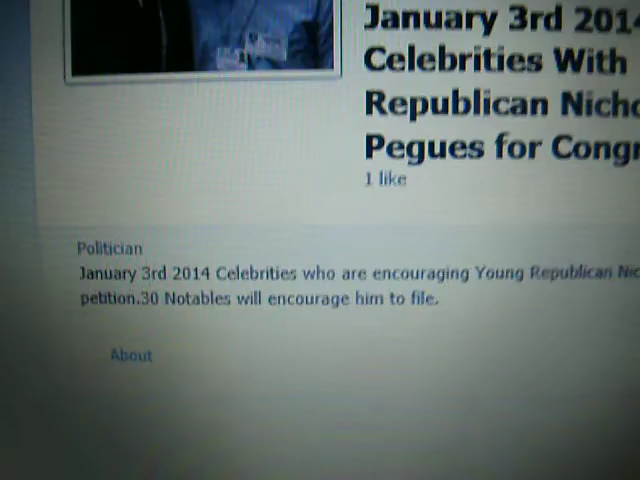 January 3rd 2014
Celebrities With
Republican Nicho
Pegues for Congr
1 like
Politician
January 3rd 2014 Celebrities who are encouraging Young Republican Nic
petition.30 Notables will encourage him to file.
About